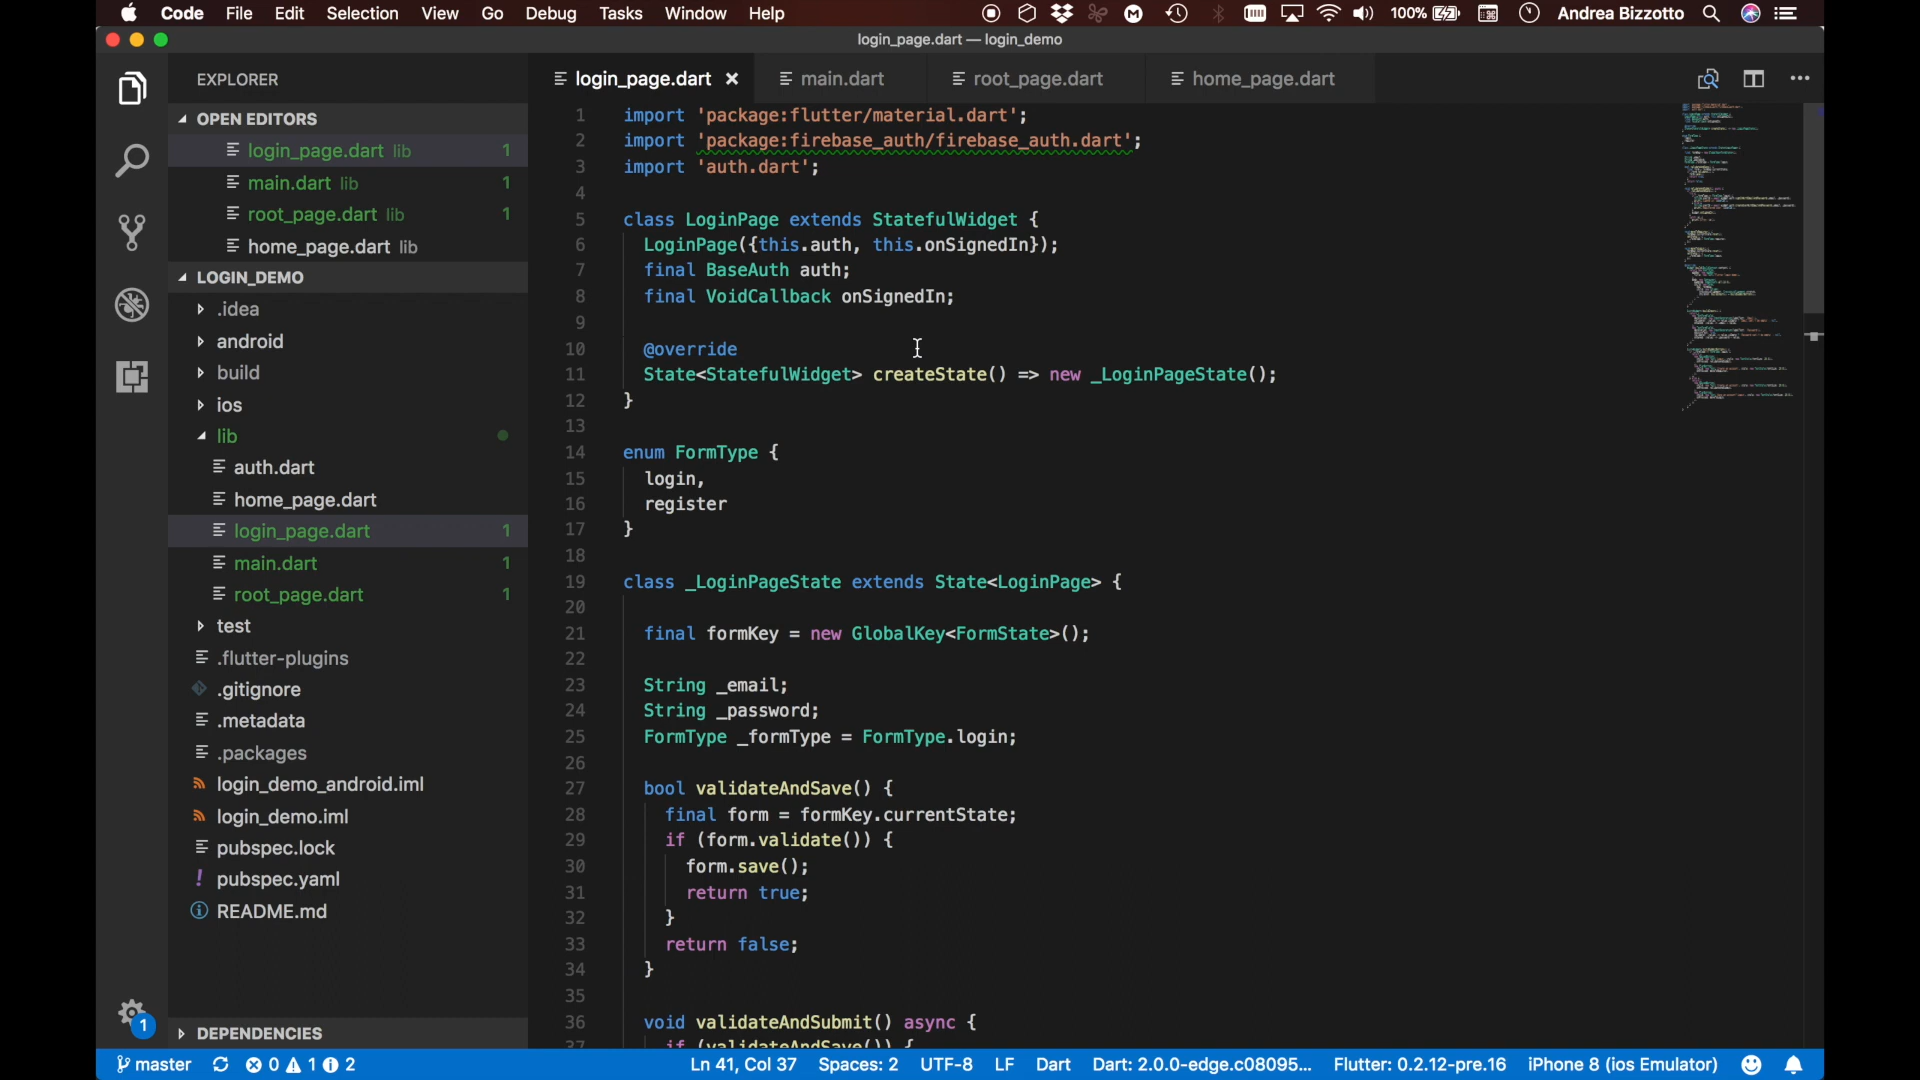 Code File Edit Selection View Go Debug Tasks Window Help 100% Andrea Bizzotto
login_page.dart — login_demo
EXPLORER
OPEN EDITORS
login_page.dart lib 1
main.dart lib 1
root_page.dart lib 1
home_page.dart lib
LOGIN_DEMO
.idea
android
build
ios
lib
auth.dart
home_page.dart
login_page.dart 1
main.dart 1
root_page.dart 1
test
.flutter-plugins
.gitignore
.metadata
.packages
login_demo_android.iml
login_demo.iml
pubspec.lock
pubspec.yaml
README.md
DEPENDENCIES
1
login_page.dart main.dart root_page.dart home_page.dart
1 import 'package:flutter/material.dart';
2 import 'package:firebase_auth/firebase_auth.dart';
3 import 'auth.dart';
4
5 class LoginPage extends StatefulWidget {
6 LoginPage({this.auth, this.onSignedIn});
7 final BaseAuth auth;
8 final VoidCallback onSignedIn;
9
10 @override
11 State<StatefulWidget> createState() => new _LoginPageState();
12 }
13
14 enum FormType {
15 login,
16 register
17 }
18
19 class _LoginPageState extends State<LoginPage> {
20
21 final formKey = new GlobalKey<FormState>();
22
23 String _email;
24 String _password;
25 FormType _formType = FormType.login;
26
27 bool validateAndSave() {
28 final form = formKey.currentState;
29 if (form.validate()) {
30 form.save();
31 return true;
32 }
33 return false;
34 }
35
36 void validateAndSubmit() async {
37 if (validateAndSave()) {
master 0 1 2 Ln 41, Col 37 Spaces: 2 UTF-8 LF Dart Dart: 2.0.0-edge.c08095... Flutter: 0.2.12-pre.16 iPhone 8 (ios Emulator)